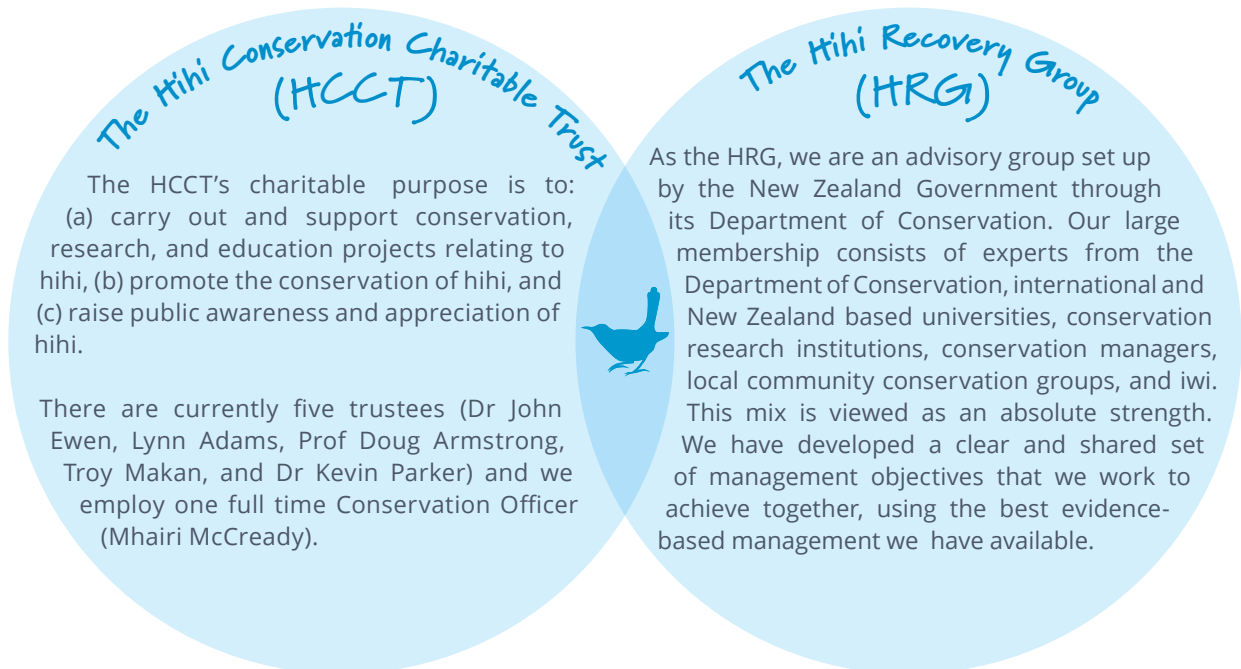 The Hihi Conservation Charitable Trust
(HCCT)
The HCCT's charitable purpose is to:
(a) carry out and support conservation,
research, and education projects relating to
hihi, (b) promote the conservation of hihi, and
(c) raise public awareness and appreciation of
hihi.
There are currently five trustees (Dr John
Ewen, Lynn Adams, Prof Doug Armstrong,
Troy Makan, and Dr Kevin Parker) and we
employ one full time Conservation Officer
(Mhairi McCready).
The Hihi Recovery Group
(HRG)
As the HRG, we are an advisory group set up
by the New Zealand Government through
its Department of Conservation. Our large
membership consists of experts from the
Department of Conservation, international and
New Zealand based universities, conservation
research institutions, conservation managers,
local community conservation groups, and iwi.
This mix is viewed as an absolute strength.
We have developed a clear and shared set
of management objectives that we work to
achieve together, using the best evidence-
based management we have available.